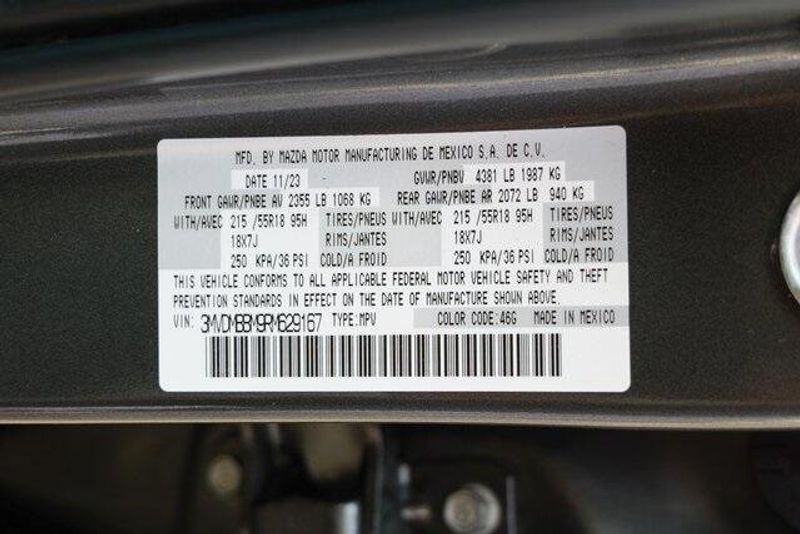 MFD. BY MAZDA MOTOR MANUFACTURING DE MEXICO S.A. DE C.V.
DATE 11/23 GVWR/PNBV 4381 LB 1987 KG
FRONT GAWR/PNBE AV 2355 LB 1068 KG REAR GAWR/PNBE AR 2072 LB 940 KG
WITH/AVEC 215 /55R18 95H TIRES/PNEUS WITH/AVEC 215 /55R18 95H TIRES/PNEUS
18X7J RIMS/JANTES 18X7J RIMS/JANTES
250 KPA/36 PSI COLD/A FROID 250 KPA/36 PSI COLD/A FROID
THIS VEHICLE CONFORMS TO ALL APPLICABLE FEDERAL MOTOR VEHICLE SAFETY AND THEFT
PREVENTION STANDARDS IN EFFECT ON THE DATE OF MANUFACTURE SHOWN ABOVE.
VIN: 3MVDMBBM9RM629167 TYPE:MPV COLOR CODE:46G MADE IN MEXICO